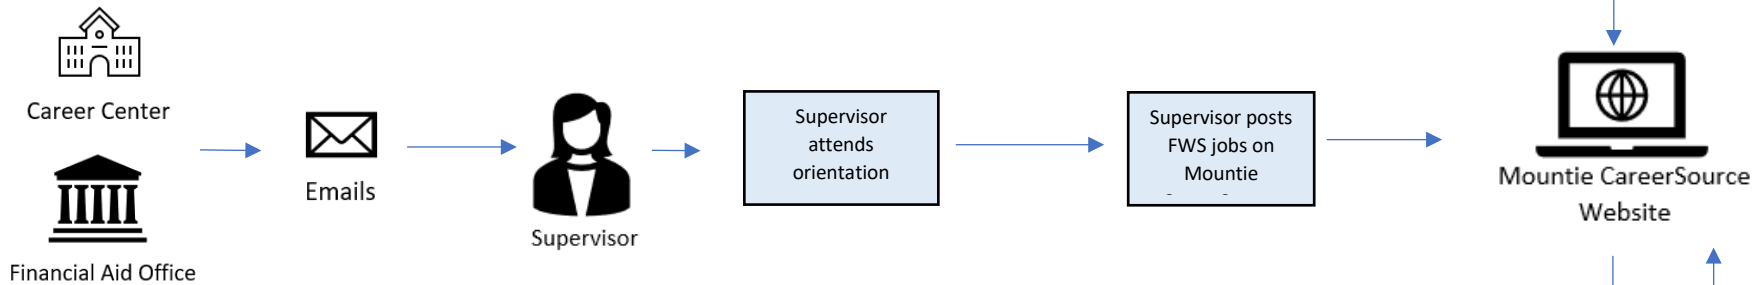 Career Center
Financial Aid Office
Emails
Supervisor
Supervisor
attends
orientation
Supervisor posts
FWS jobs on
Mountie
Mountie CareerSource
Website